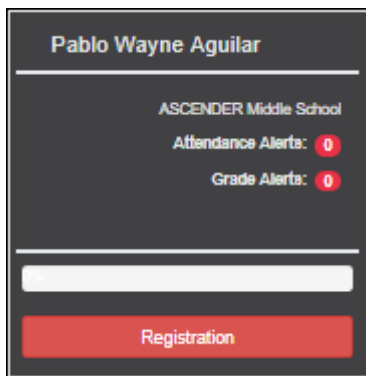 Pablo Wayne Aguilar
ASCENDER Middle School
Attendance Alerts: 0
Grade Alerts: 0
Registration